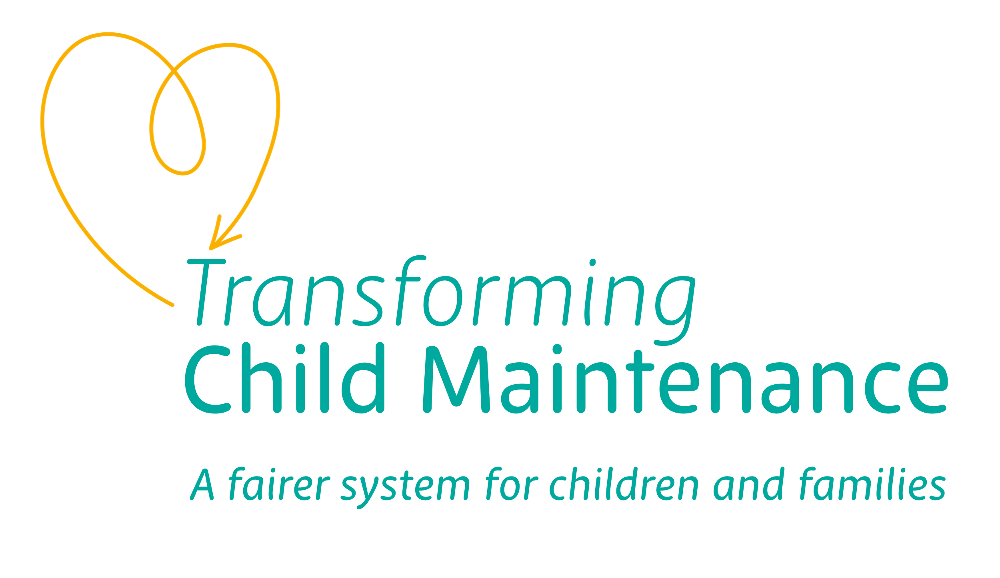 Transforming
Child Maintenance
A fairer system for children and families